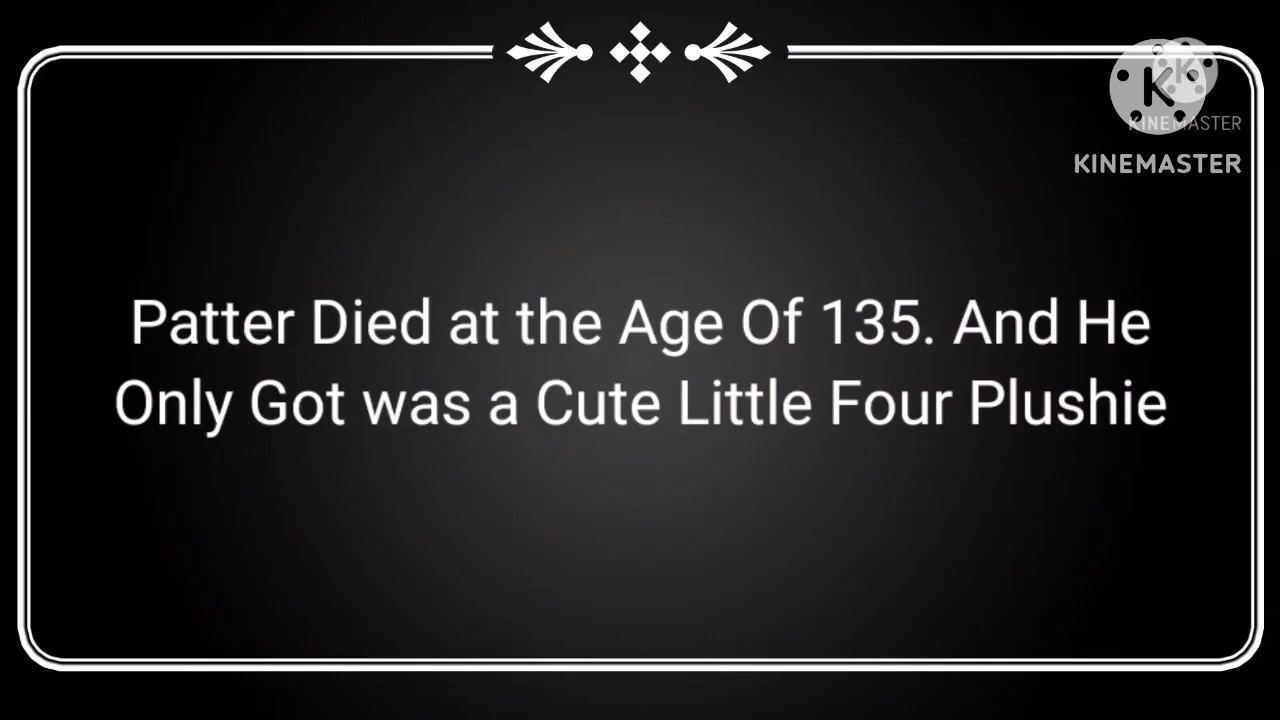 K
K
KINEMASTER
KINEMASTER
Patter Died at the Age Of 135. And He
Only Got was a Cute Little Four Plushie